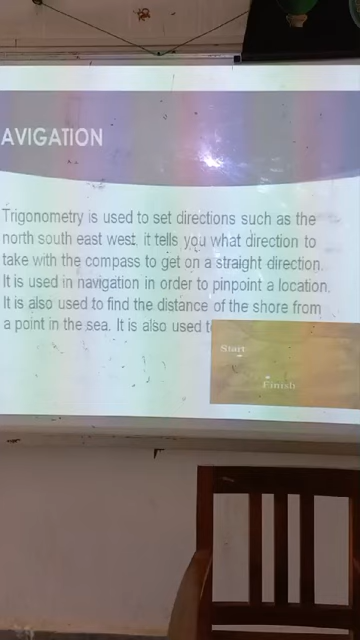 AVIGATION
Trigonometry is used to set directions such as the
north south east west, it tells you what direction to
take with the compass to get on a straight direction.
It is used in navigation in order to pinpoint a location.
It is also used to find the distance of the shore from
a point in the sea. It is also used t
Start
Finish